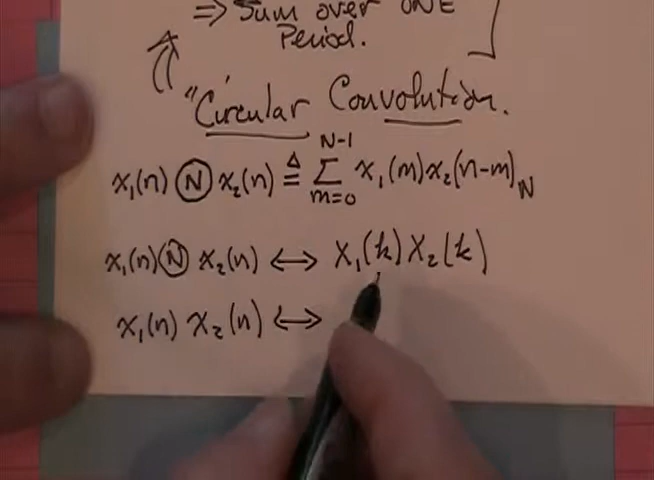 ⇒ Sum over ONE
Period.
"Circular Convolution.
x₁(n) Ⓝ x₂(n) ≜ ∑_{m=0}^{N-1} x₁(m)x₂(n-m)_N
x₁(n) Ⓝ x₂(n) ⟺ X₁(k)X₂(k)
x₁(n) x₂(n) ⟺